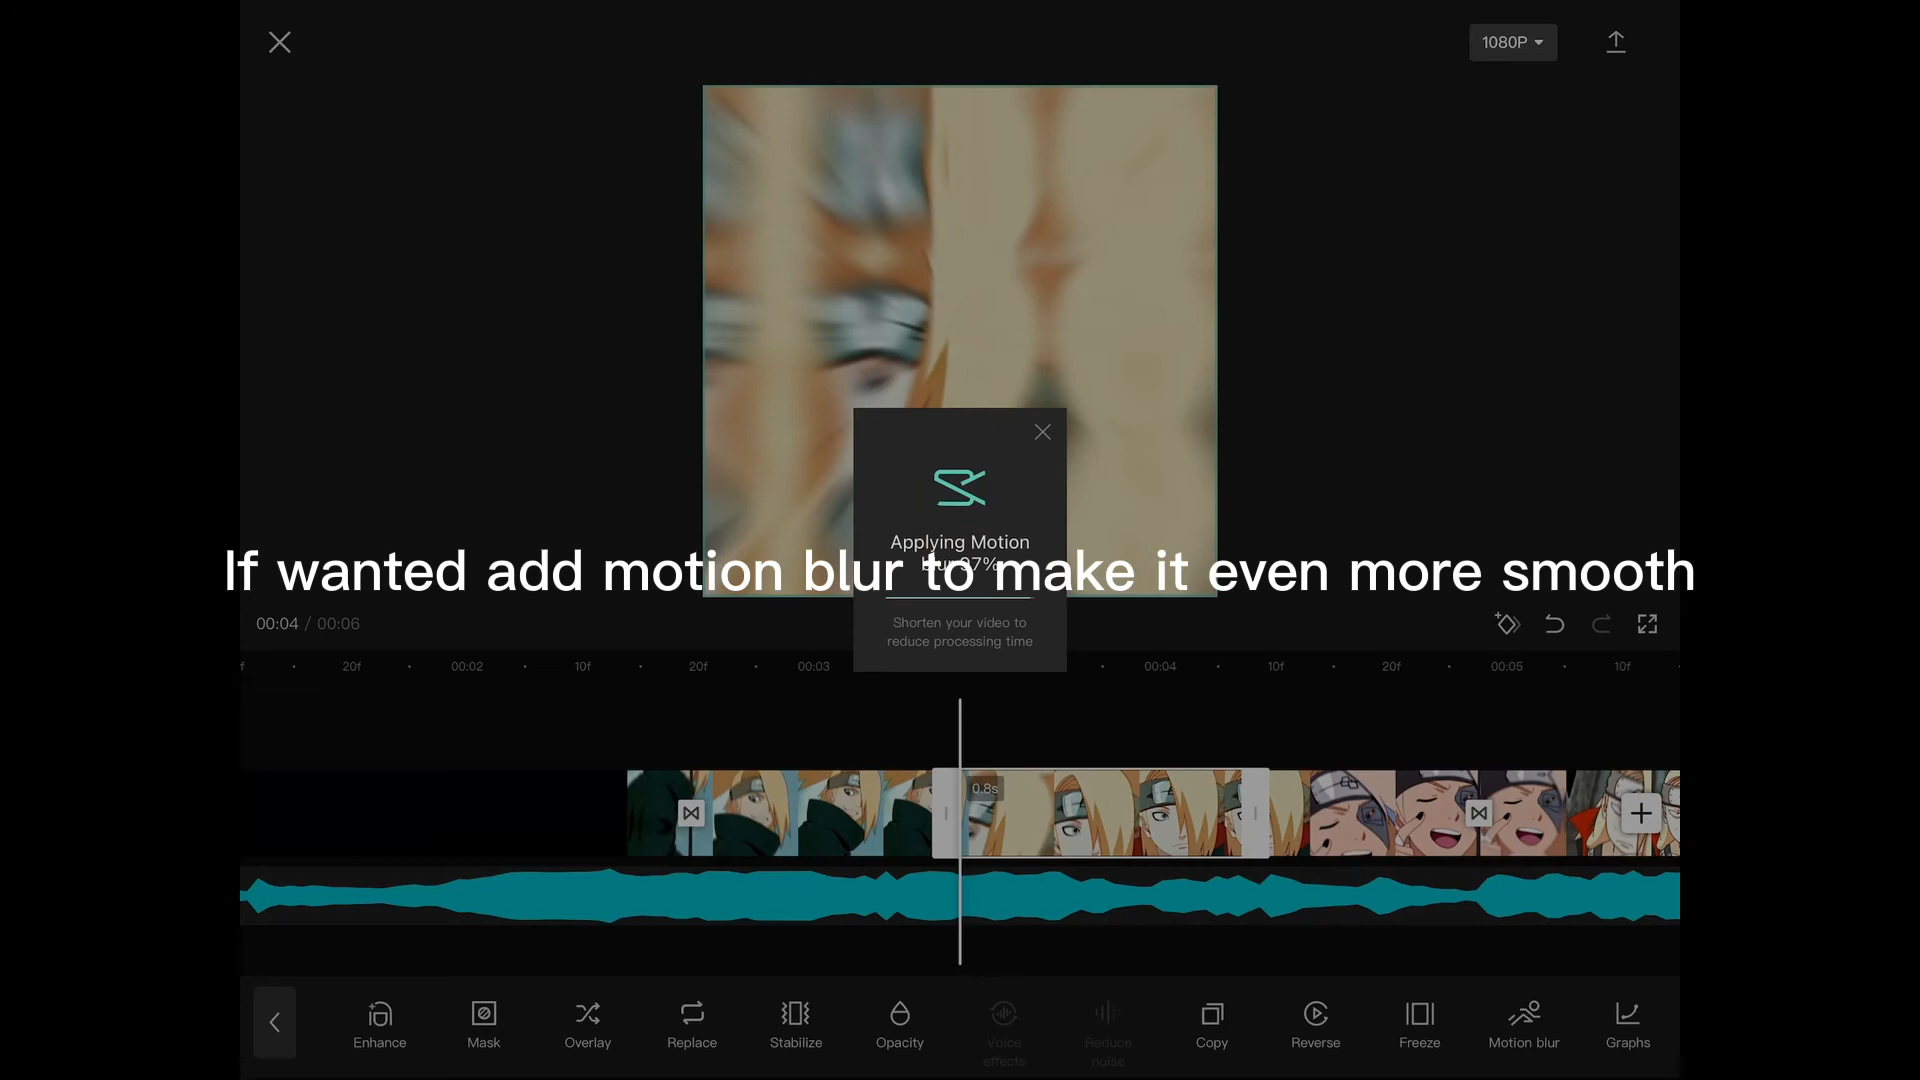 1080P
Applying Motion
blur 97%
If wanted add motion blur to make it even more smooth
Shorten your video to
reduce processing time
00:04 / 00:06
f 20f 00:02 10f 20f 00:03 00:04 10f 20f 00:05 10f
0.8s
Enhance Mask Overlay Replace Stabilize Opacity Voice effects Reduce noise Copy Reverse Freeze Motion blur Graphs